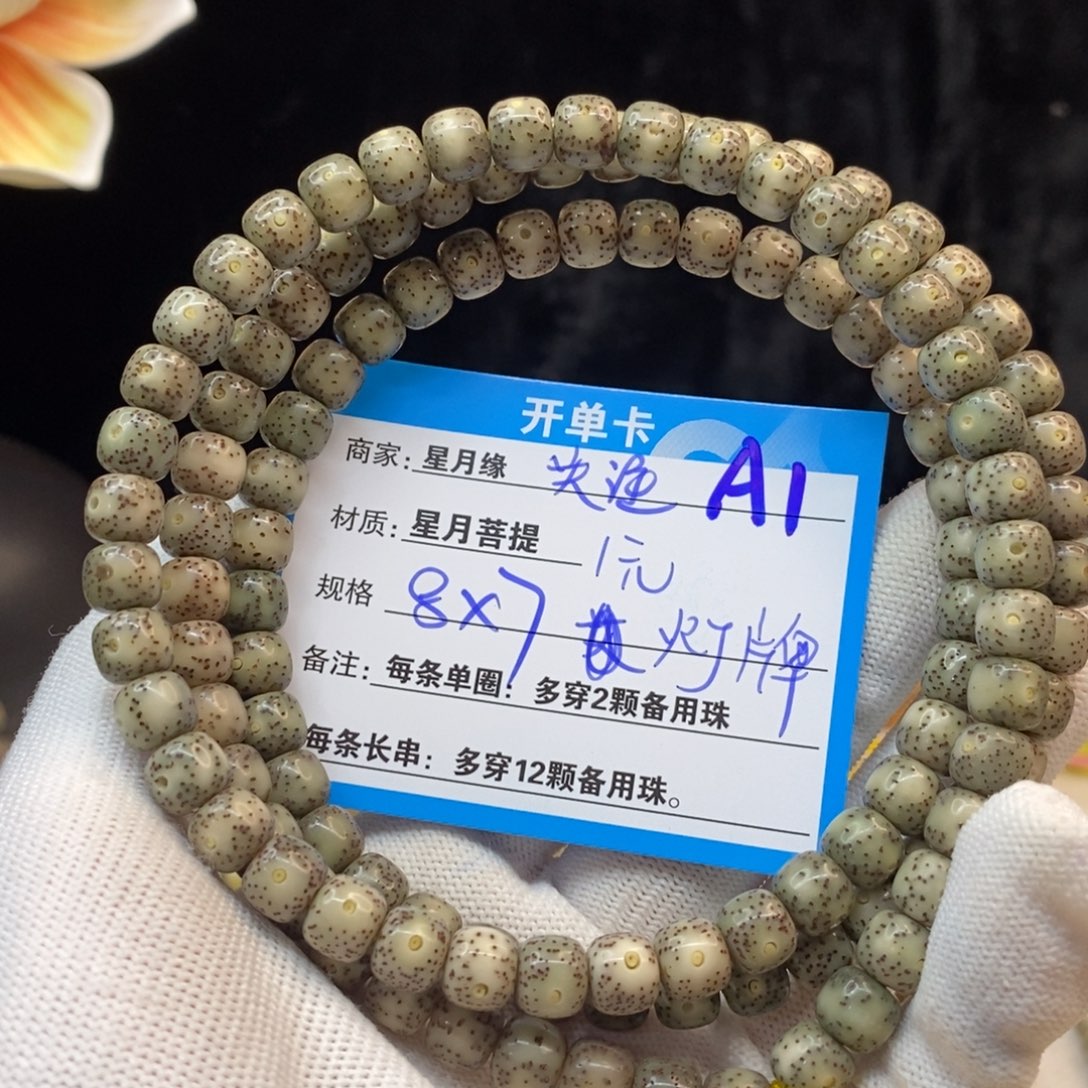 开单卡
商家：星月缘 A1
材质：星月菩提 1元
规格 8x7 灯牌
备注：每条单圈：多穿2颗备用珠
每条长串：多穿12颗备用珠。